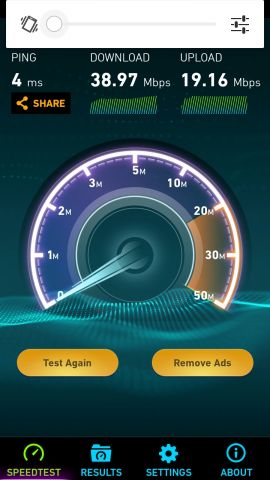 PING DOWNLOAD UPLOAD
4 ms 38.97 Mbps 19.16 Mbps
SHARE
5M
3M 10M
2M 20M
1M 30M
0 50M
Test Again Remove Ads
SPEEDTEST RESULTS SETTINGS ABOUT